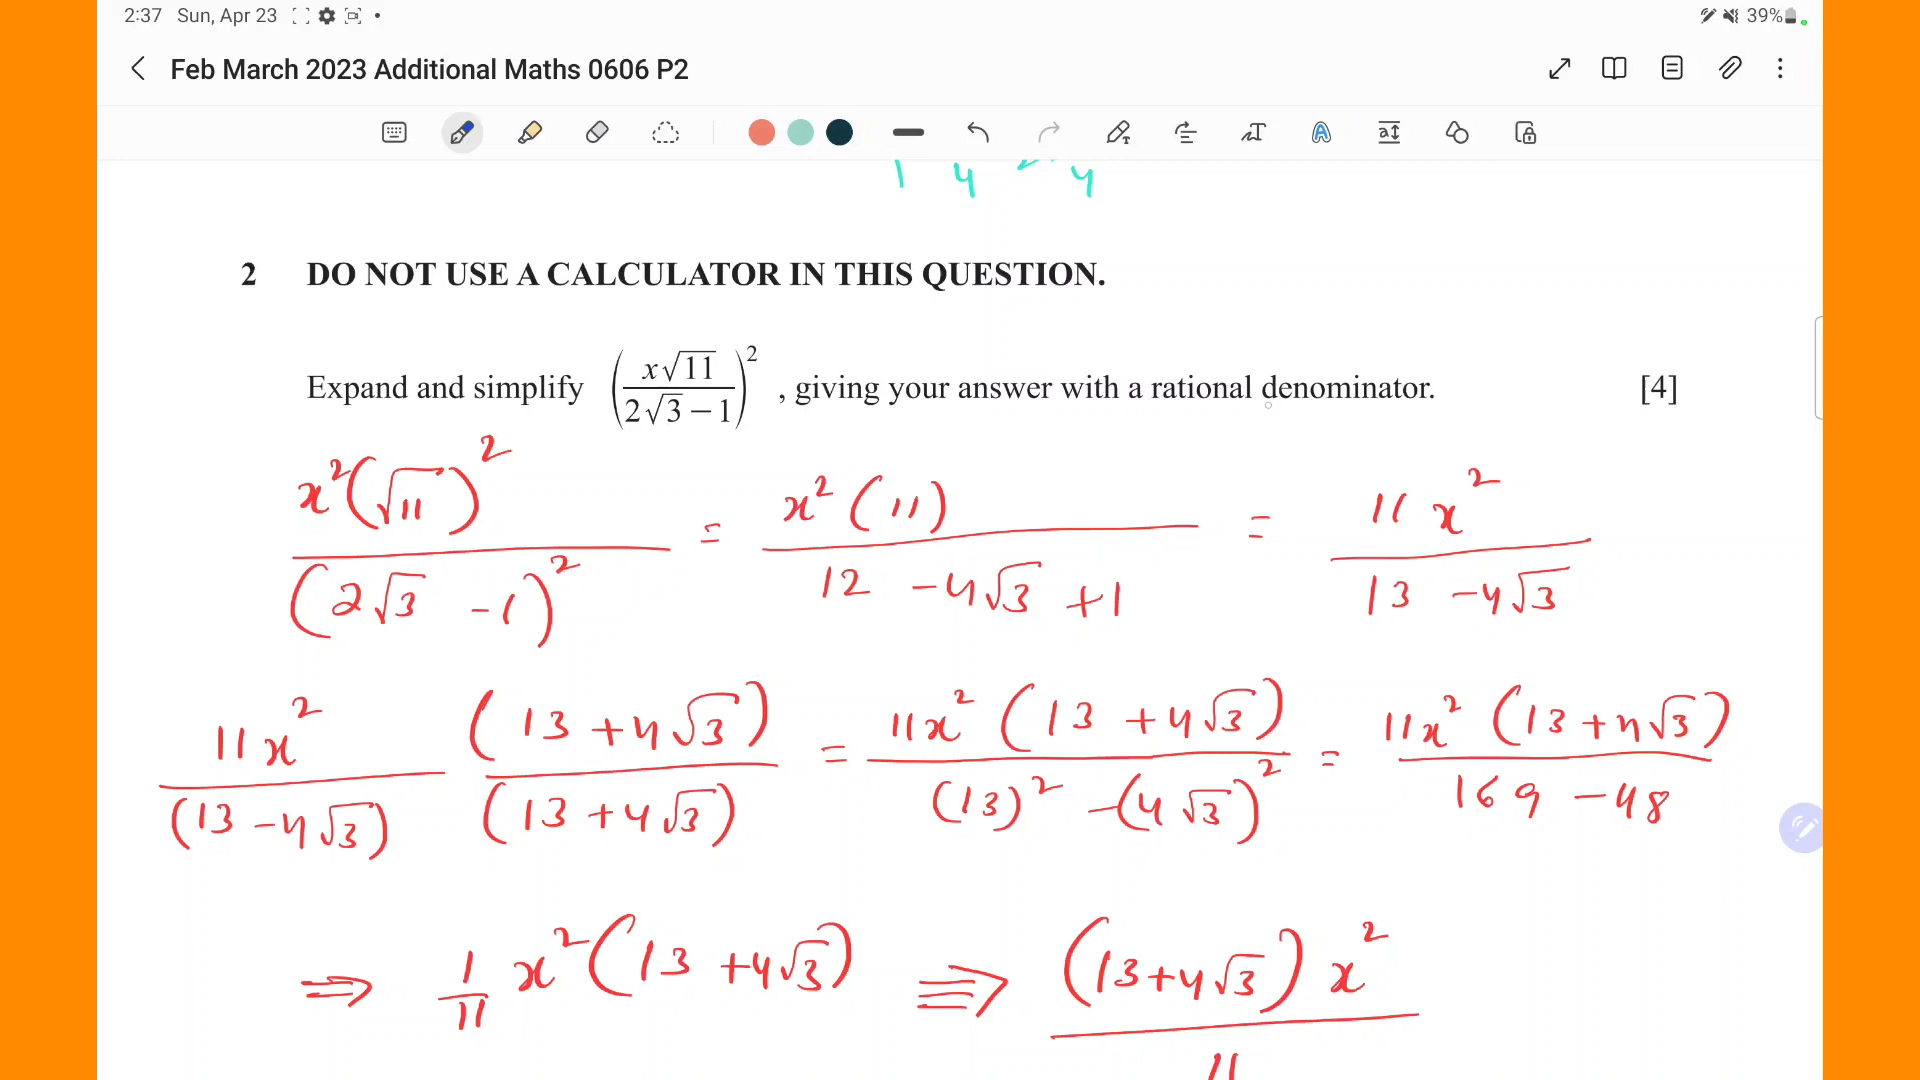 2:37 Sun, Apr 23 39%
Feb March 2023 Additional Maths 0606 P2
1 4 4
2 DO NOT USE A CALCULATOR IN THIS QUESTION.
Expand and simplify (x√11 / (2√3 − 1))², giving your answer with a rational denominator. [4]
x²(√11)² / (2√3 − 1)² = x²(11) / (12 − 4√3 + 1) = 11x² / (13 − 4√3)
11x² / (13 − 4√3) (13 + 4√3) / (13 + 4√3) = 11x²(13 + 4√3) / ((13)² − (4√3)²) = 11x²(13 + 4√3) / (169 − 48)
⇒ 1/11 x²(13 + 4√3) ⇒ (13 + 4√3)x² / 11